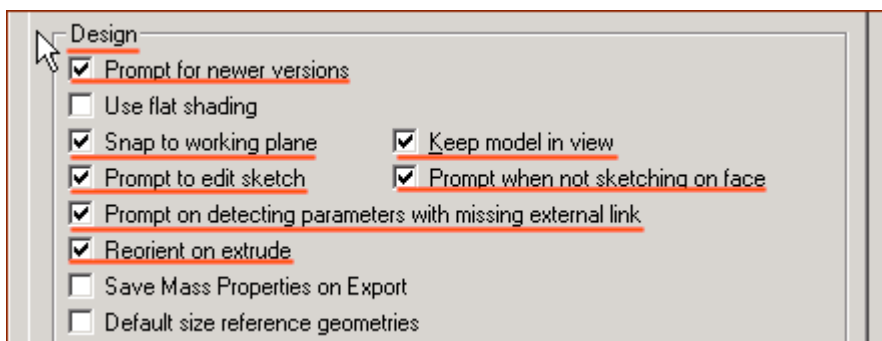 Design
Prompt for newer versions
Use flat shading
Snap to working plane Keep model in view
Prompt to edit sketch Prompt when not sketching on face
Prompt on detecting parameters with missing external link
Reorient on extrude
Save Mass Properties on Export
Default size reference geometries